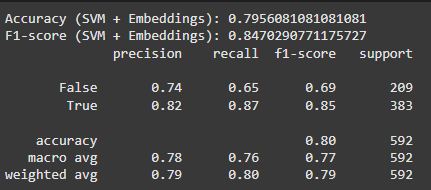 Accuracy (SVM + Embeddings): 0.7956081081081081
F1-score (SVM + Embeddings): 0.8470290771175727
precision recall f1-score support
False 0.74 0.65 0.69 209
True 0.82 0.87 0.85 383
accuracy 0.80 592
macro avg 0.78 0.76 0.77 592
weighted avg 0.79 0.80 0.79 592